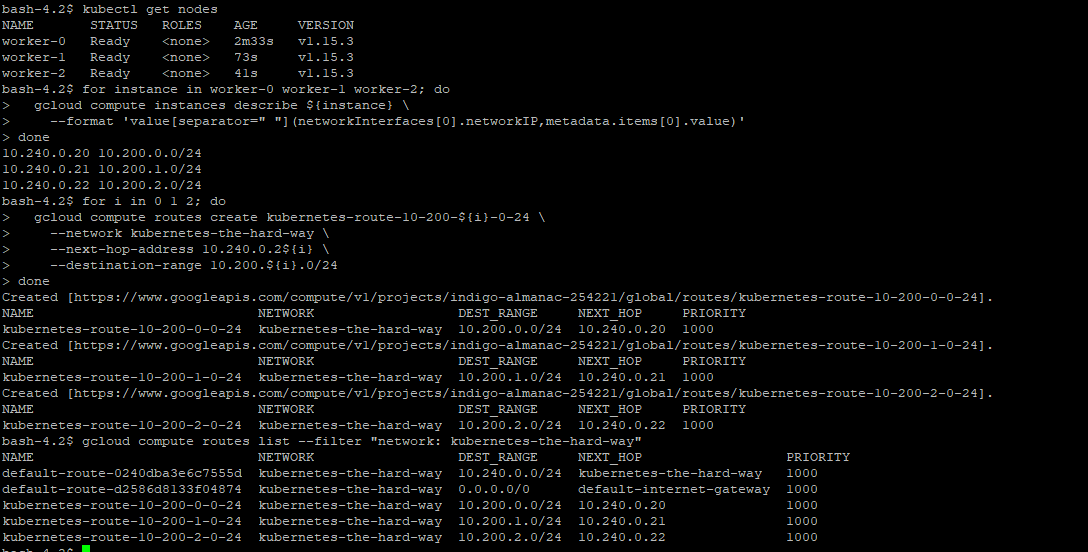 bash-4.2$ kubectl get nodes
NAME       STATUS   ROLES    AGE     VERSION
worker-0   Ready    <none>   2m33s   v1.15.3
worker-1   Ready    <none>   73s     v1.15.3
worker-2   Ready    <none>   41s     v1.15.3
bash-4.2$ for instance in worker-0 worker-1 worker-2; do
>   gcloud compute instances describe ${instance} \
>     --format 'value[separator=" "](networkInterfaces[0].networkIP,metadata.items[0].value)'
> done
10.240.0.20 10.200.0.0/24
10.240.0.21 10.200.1.0/24
10.240.0.22 10.200.2.0/24
bash-4.2$ for i in 0 1 2; do
>   gcloud compute routes create kubernetes-route-10-200-${i}-0-24 \
>     --network kubernetes-the-hard-way \
>     --next-hop-address 10.240.0.2${i} \
>     --destination-range 10.200.${i}.0/24
> done
Created [https://www.googleapis.com/compute/v1/projects/indigo-almanac-254221/global/routes/kubernetes-route-10-200-0-0-24].
NAME                            NETWORK                  DEST_RANGE     NEXT_HOP     PRIORITY
kubernetes-route-10-200-0-0-24  kubernetes-the-hard-way  10.200.0.0/24  10.240.0.20  1000
Created [https://www.googleapis.com/compute/v1/projects/indigo-almanac-254221/global/routes/kubernetes-route-10-200-1-0-24].
NAME                            NETWORK                  DEST_RANGE     NEXT_HOP     PRIORITY
kubernetes-route-10-200-1-0-24  kubernetes-the-hard-way  10.200.1.0/24  10.240.0.21  1000
Created [https://www.googleapis.com/compute/v1/projects/indigo-almanac-254221/global/routes/kubernetes-route-10-200-2-0-24].
NAME                            NETWORK                  DEST_RANGE     NEXT_HOP     PRIORITY
kubernetes-route-10-200-2-0-24  kubernetes-the-hard-way  10.200.2.0/24  10.240.0.22  1000
bash-4.2$ gcloud compute routes list --filter "network: kubernetes-the-hard-way"
NAME                            NETWORK                  DEST_RANGE     NEXT_HOP                  PRIORITY
default-route-0240dba3e6c7555d  kubernetes-the-hard-way  10.240.0.0/24  kubernetes-the-hard-way   1000
default-route-d2586d8133f04874  kubernetes-the-hard-way  0.0.0.0/0      default-internet-gateway  1000
kubernetes-route-10-200-0-0-24  kubernetes-the-hard-way  10.200.0.0/24  10.240.0.20               1000
kubernetes-route-10-200-1-0-24  kubernetes-the-hard-way  10.200.1.0/24  10.240.0.21               1000
kubernetes-route-10-200-2-0-24  kubernetes-the-hard-way  10.200.2.0/24  10.240.0.22               1000
bash-4.2$